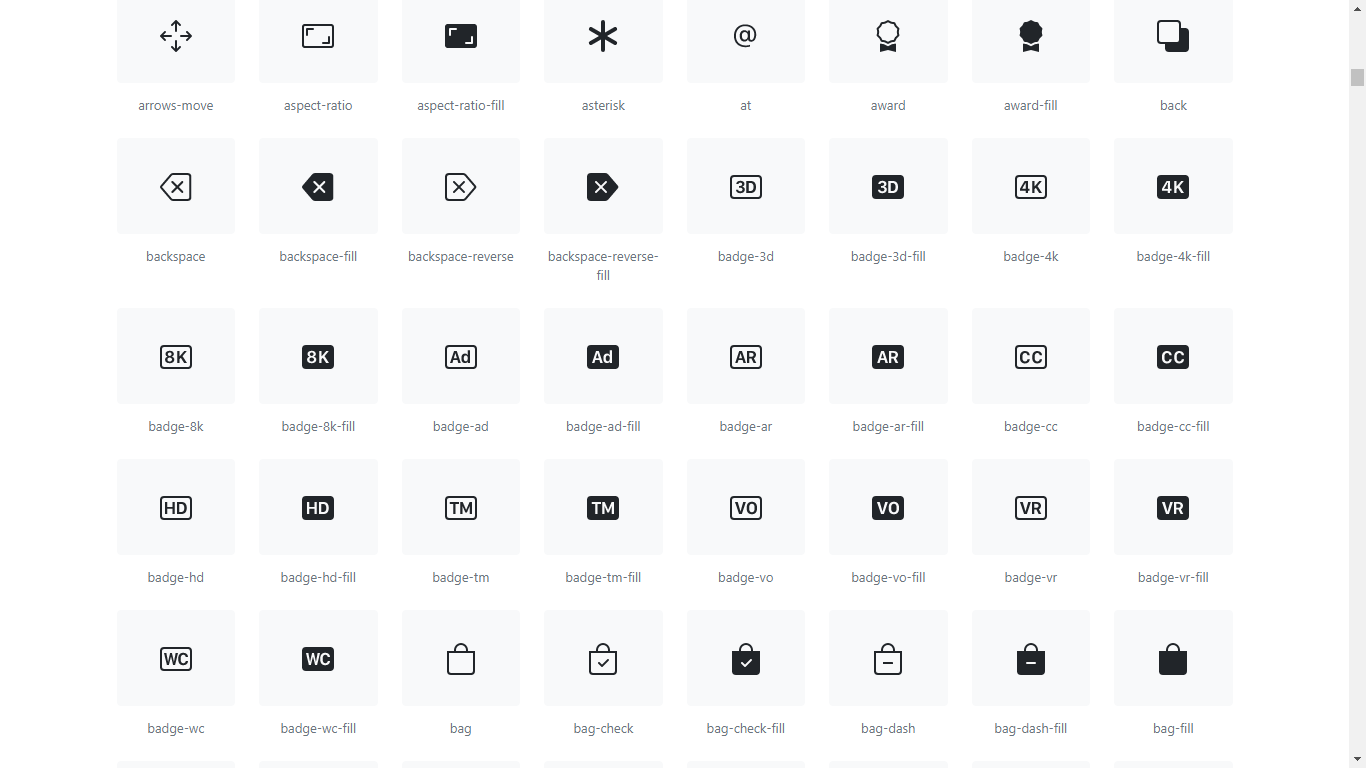 @
arrows-move aspect-ratio aspect-ratio-fill asterisk at award award-fill back
3D 3D 4K 4K
backspace backspace-fill backspace-reverse backspace-reverse- badge-3d badge-3d-fill badge-4k badge-4k-fill
fill
8K 8K Ad Ad AR AR CC CC
badge-8k badge-8k-fill badge-ad badge-ad-fill badge-ar badge-ar-fill badge-cc badge-cc-fill
HD HD TM TM VO VO VR VR
badge-hd badge-hd-fill badge-tm badge-tm-fill badge-vo badge-vo-fill badge-vr badge-vr-fill
WC WC
badge-wc badge-wc-fill bag bag-check bag-check-fill bag-dash bag-dash-fill bag-fill